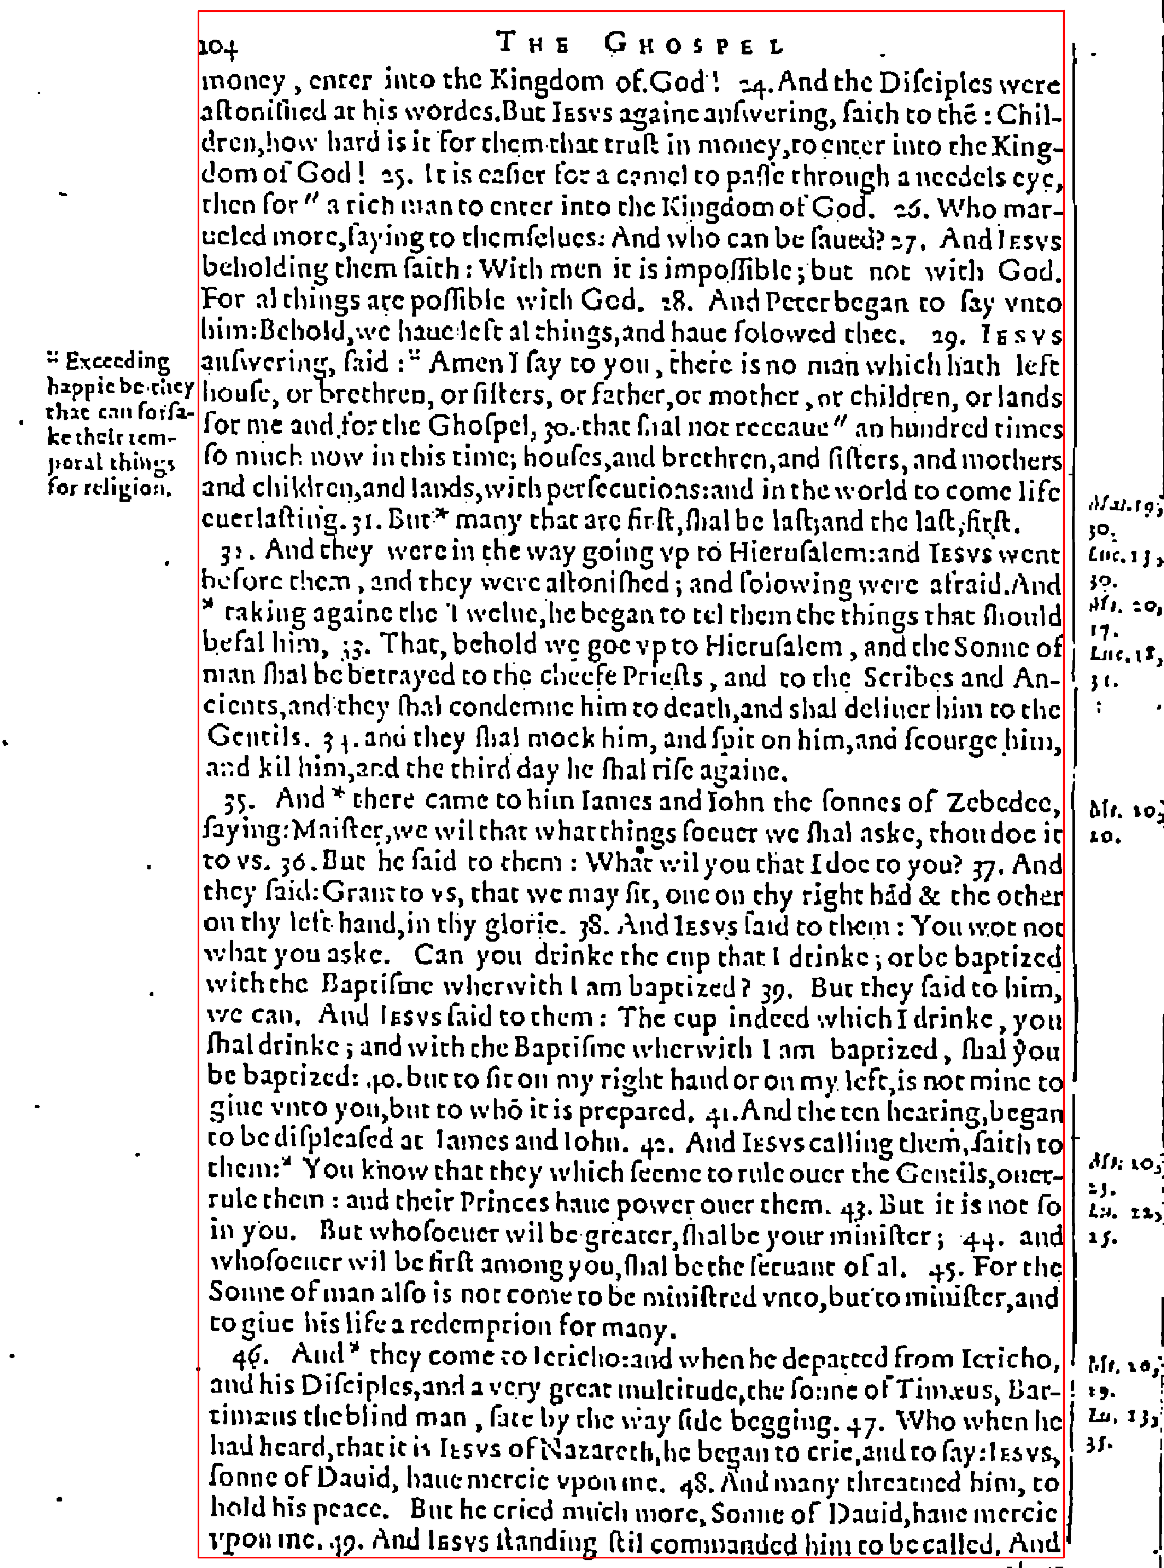 104 THE GHOSPEL
money, enter into the Kingdom of God! 24. And the Diſciples were
aſtoniſhed at his wordes. But IESVS againe anſwering, ſaith to thē: Chil-
dren, how hard is it for them that truſt in money, to enter into the King-
dom of God! 25. It is eaſier for a camel to paſſe through a needels eye,
then for " a rich man to enter into the Kingdom of God. 26. Who mar-
ueled more, ſaying to themſelues: And who can be ſaued? 27. And IESVS
beholding them ſaith: With men it is impoſſible; but not with God.
For al things are poſſible with God. 28. And Peter began to ſay vnto
him: Behold, we haue left al things, and haue folowed thee. 29. IESVS
anſwering, ſaid: " Amen I ſay to you, there is no man which hath left
houſe, or brethren, or ſiſters, or father, or mother, or children, or lands
for me and for the Ghoſpel, 30. that ſhal not receaue " an hundred times
ſo much now in this time; houſes, and brethren, and ſiſters, and mothers
and children, and lands, with perſecutions: and in the world to come life
euerlaſting. 31. But * many that are firſt, ſhal be laſt; and the laſt, firſt.
32. And they were in the way going vp to Hieruſalem: and IESVS went
before them, and they were aſtoniſhed; and folowing were afraid. And
* taking againe the Twelue, he began to tel them the things that ſhould
befal him, 33. That, behold we goe vp to Hieruſalem, and the Sonne of
man ſhal be betrayed to the cheefe Prieſts, and to the Scribes and An-
cients, and they ſhal condemne him to death, and shal deliuer him to the
Gentils. 34. and they ſhal mock him, and ſpit on him, and ſcourge him,
and kil him, and the third day he ſhal riſe againe.
35. And * there came to him Iames and Iohn the ſonnes of Zebedee,
ſaying: Maiſter, we wil that what things ſoeuer we ſhal aske, thou doe it
to vs. 36. But he ſaid to them: What wil you that I doe to you? 37. And
they ſaid: Grant to vs, that we may ſit, one on thy right hād & the other
on thy left hand, in thy glorie. 38. And IESVS ſaid to them: You wot not
what you aske. Can you drinke the cup that I drinke; or be baptized
with the Baptiſme wherwith I am baptized? 39. But they ſaid to him,
we can. And IESVS ſaid to them: The cup indeed which I drinke, you
ſhal drinke; and with the Baptiſme wherwith I am baptized, ſhal you
be baptized: 40. but to ſit on my right hand or on my left, is not mine to
giue vnto you, but to whō it is prepared. 41. And the ten hearing, began
to be diſpleaſed at Iames and Iohn. 42. And IESVS calling them, ſaith to
them: * You know that they which ſeeme to rule ouer the Gentils, ouer-
rule them: and their Princes haue power ouer them. 43. But it is not ſo
in you. But whoſoeuer wil be greater, ſhal be your miniſter; 44. and
whoſoeuer wil be firſt among you, ſhal be the ſeruant of al. 45. For the
Sonne of man alſo is not come to be miniſtred vnto, but to miniſter, and
to giue his life a redemption for many.
46. And * they come to Iericho: and when he departed from Iericho,
and his Diſciples, and a very great multitude, the ſonne of Timæus, Bar-
timæus the blind man, ſate by the way ſide begging. 47. Who when he
had heard, that it is IESVS of Nazareth, he began to crie, and to ſay: IESVS,
ſonne of Dauid, haue mercie vpon me. 48. And many threatned him, to
hold his peace. But he cried much more, Sonne of Dauid, haue mercie
vpon me. 49. And IESVS ſtanding ſtil commanded him to be called. And
" Exceeding
happie be they
that can forſa-
ke their tem-
poral things
for religion.
Mat. 19,
30.
Luc. 13,
30.
Mt. 20,
17.
Luc. 18,
31.
Mt. 20,
20.
Mt. 20,
25.
Lu. 22,
25.
Mt. 20,
29.
Lu. 13,
35.